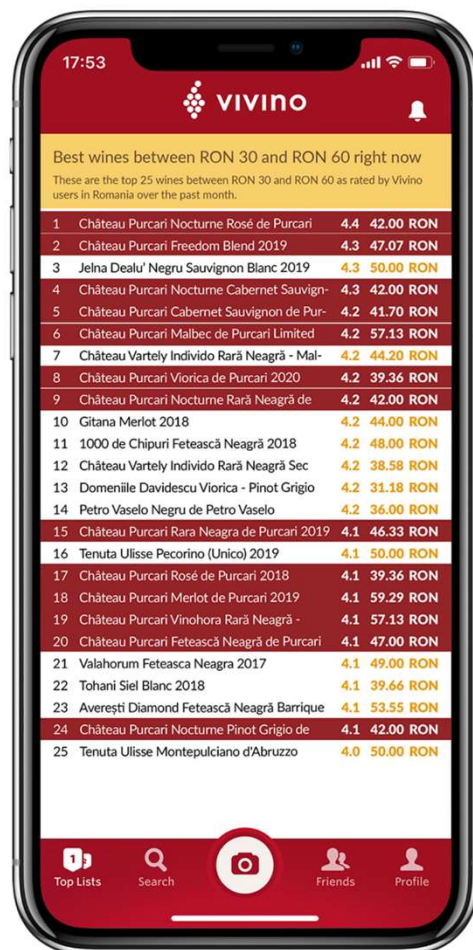 17:53
VIVINO
Best wines between RON 30 and RON 60 right now
These are the top 25 wines between RON 30 and RON 60 as rated by Vivino
users in Romania over the past month.
1 Château Purcari Nocturne Rosé de Purcari 4.4 42.00 RON
2 Château Purcari Freedom Blend 2019 4.3 47.07 RON
3 Jelna Dealu' Negru Sauvignon Blanc 2019 4.3 50.00 RON
4 Château Purcari Nocturne Cabernet Sauvign- 4.3 42.00 RON
5 Château Purcari Cabernet Sauvignon de Pur- 4.2 41.70 RON
6 Château Purcari Malbec de Purcari Limited 4.2 57.13 RON
7 Château Vartely Individo Rară Neagră - Mal- 4.2 44.20 RON
8 Château Purcari Viorica de Purcari 2020 4.2 39.36 RON
9 Château Purcari Nocturne Rară Neagră de 4.2 42.00 RON
10 Gitana Merlot 2018 4.2 44.00 RON
11 1000 de Chipuri Fetească Neagră 2018 4.2 48.00 RON
12 Château Vartely Individo Rară Neagră Sec 4.2 38.58 RON
13 Domeniile Davidescu Viorica - Pinot Grigio 4.2 31.18 RON
14 Petro Vaselo Negru de Petro Vaselo 4.2 36.00 RON
15 Château Purcari Rara Neagra de Purcari 2019 4.1 46.33 RON
16 Tenuta Ulisse Pecorino (Unico) 2019 4.1 50.00 RON
17 Château Purcari Rosé de Purcari 2018 4.1 39.36 RON
18 Château Purcari Merlot de Purcari 2019 4.1 59.29 RON
19 Château Purcari Vinohora Rară Neagră - 4.1 57.13 RON
20 Château Purcari Fetească Neagră de Purcari 4.1 47.00 RON
21 Valahorum Feteasca Neagra 2017 4.1 49.00 RON
22 Tohani Siel Blanc 2018 4.1 39.66 RON
23 Averești Diamond Fetească Neagră Barrique 4.1 53.55 RON
24 Château Purcari Nocturne Pinot Grigio de 4.1 42.00 RON
25 Tenuta Ulisse Montepulciano d'Abruzzo 4.0 50.00 RON
1
Top Lists Search Friends Profile